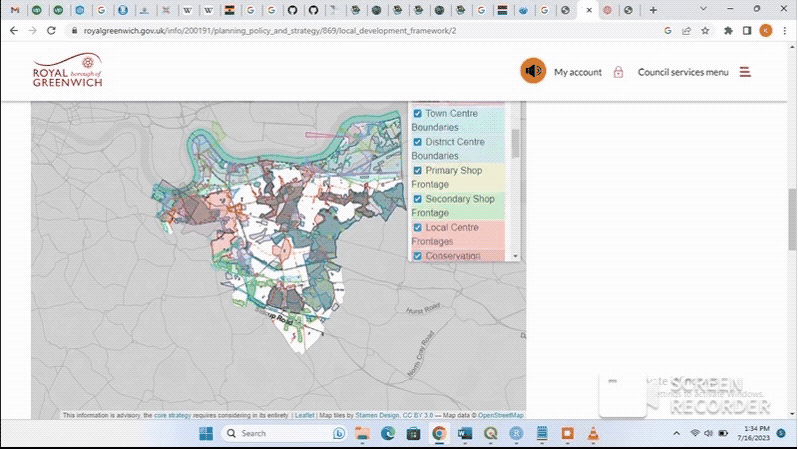 royalgreenwich.gov.uk/info/200191/planning_policy_and_strategy/869/local_development_framework/2
ROYAL borough of
GREENWICH
My account
Council services menu
Town Centre
Boundaries
District Centre
Boundaries
Primary Shop
Frontage
Secondary Shop
Frontage
Local Centre
Frontages
Conservation
Hurst Road
North Cray Road
This information is advisory, the core strategy requires considering in its entirety | Leaflet | Map tiles by Stamen Design, CC BY 3.0 — Map data © OpenStreetMap
SCREEN
RECORDER
Search
1:34 PM
7/16/2023